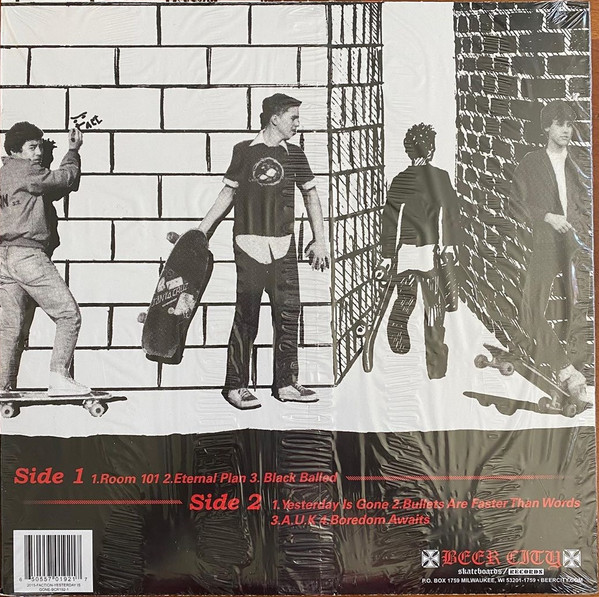 SANTA CRUZ
Side 1 1.Room 101 2.Eternal Plan 3. Black Balled
Side 2 1.Yesterday Is Gone 2.Bullets Are Faster Than Words
3.A.U.K 4.Boredom Awaits
BEER CITY
skateboards/RECORDS
P.O. BOX 1759 MILWAUKEE, WI 53201-1759 • BEERCITY.COM